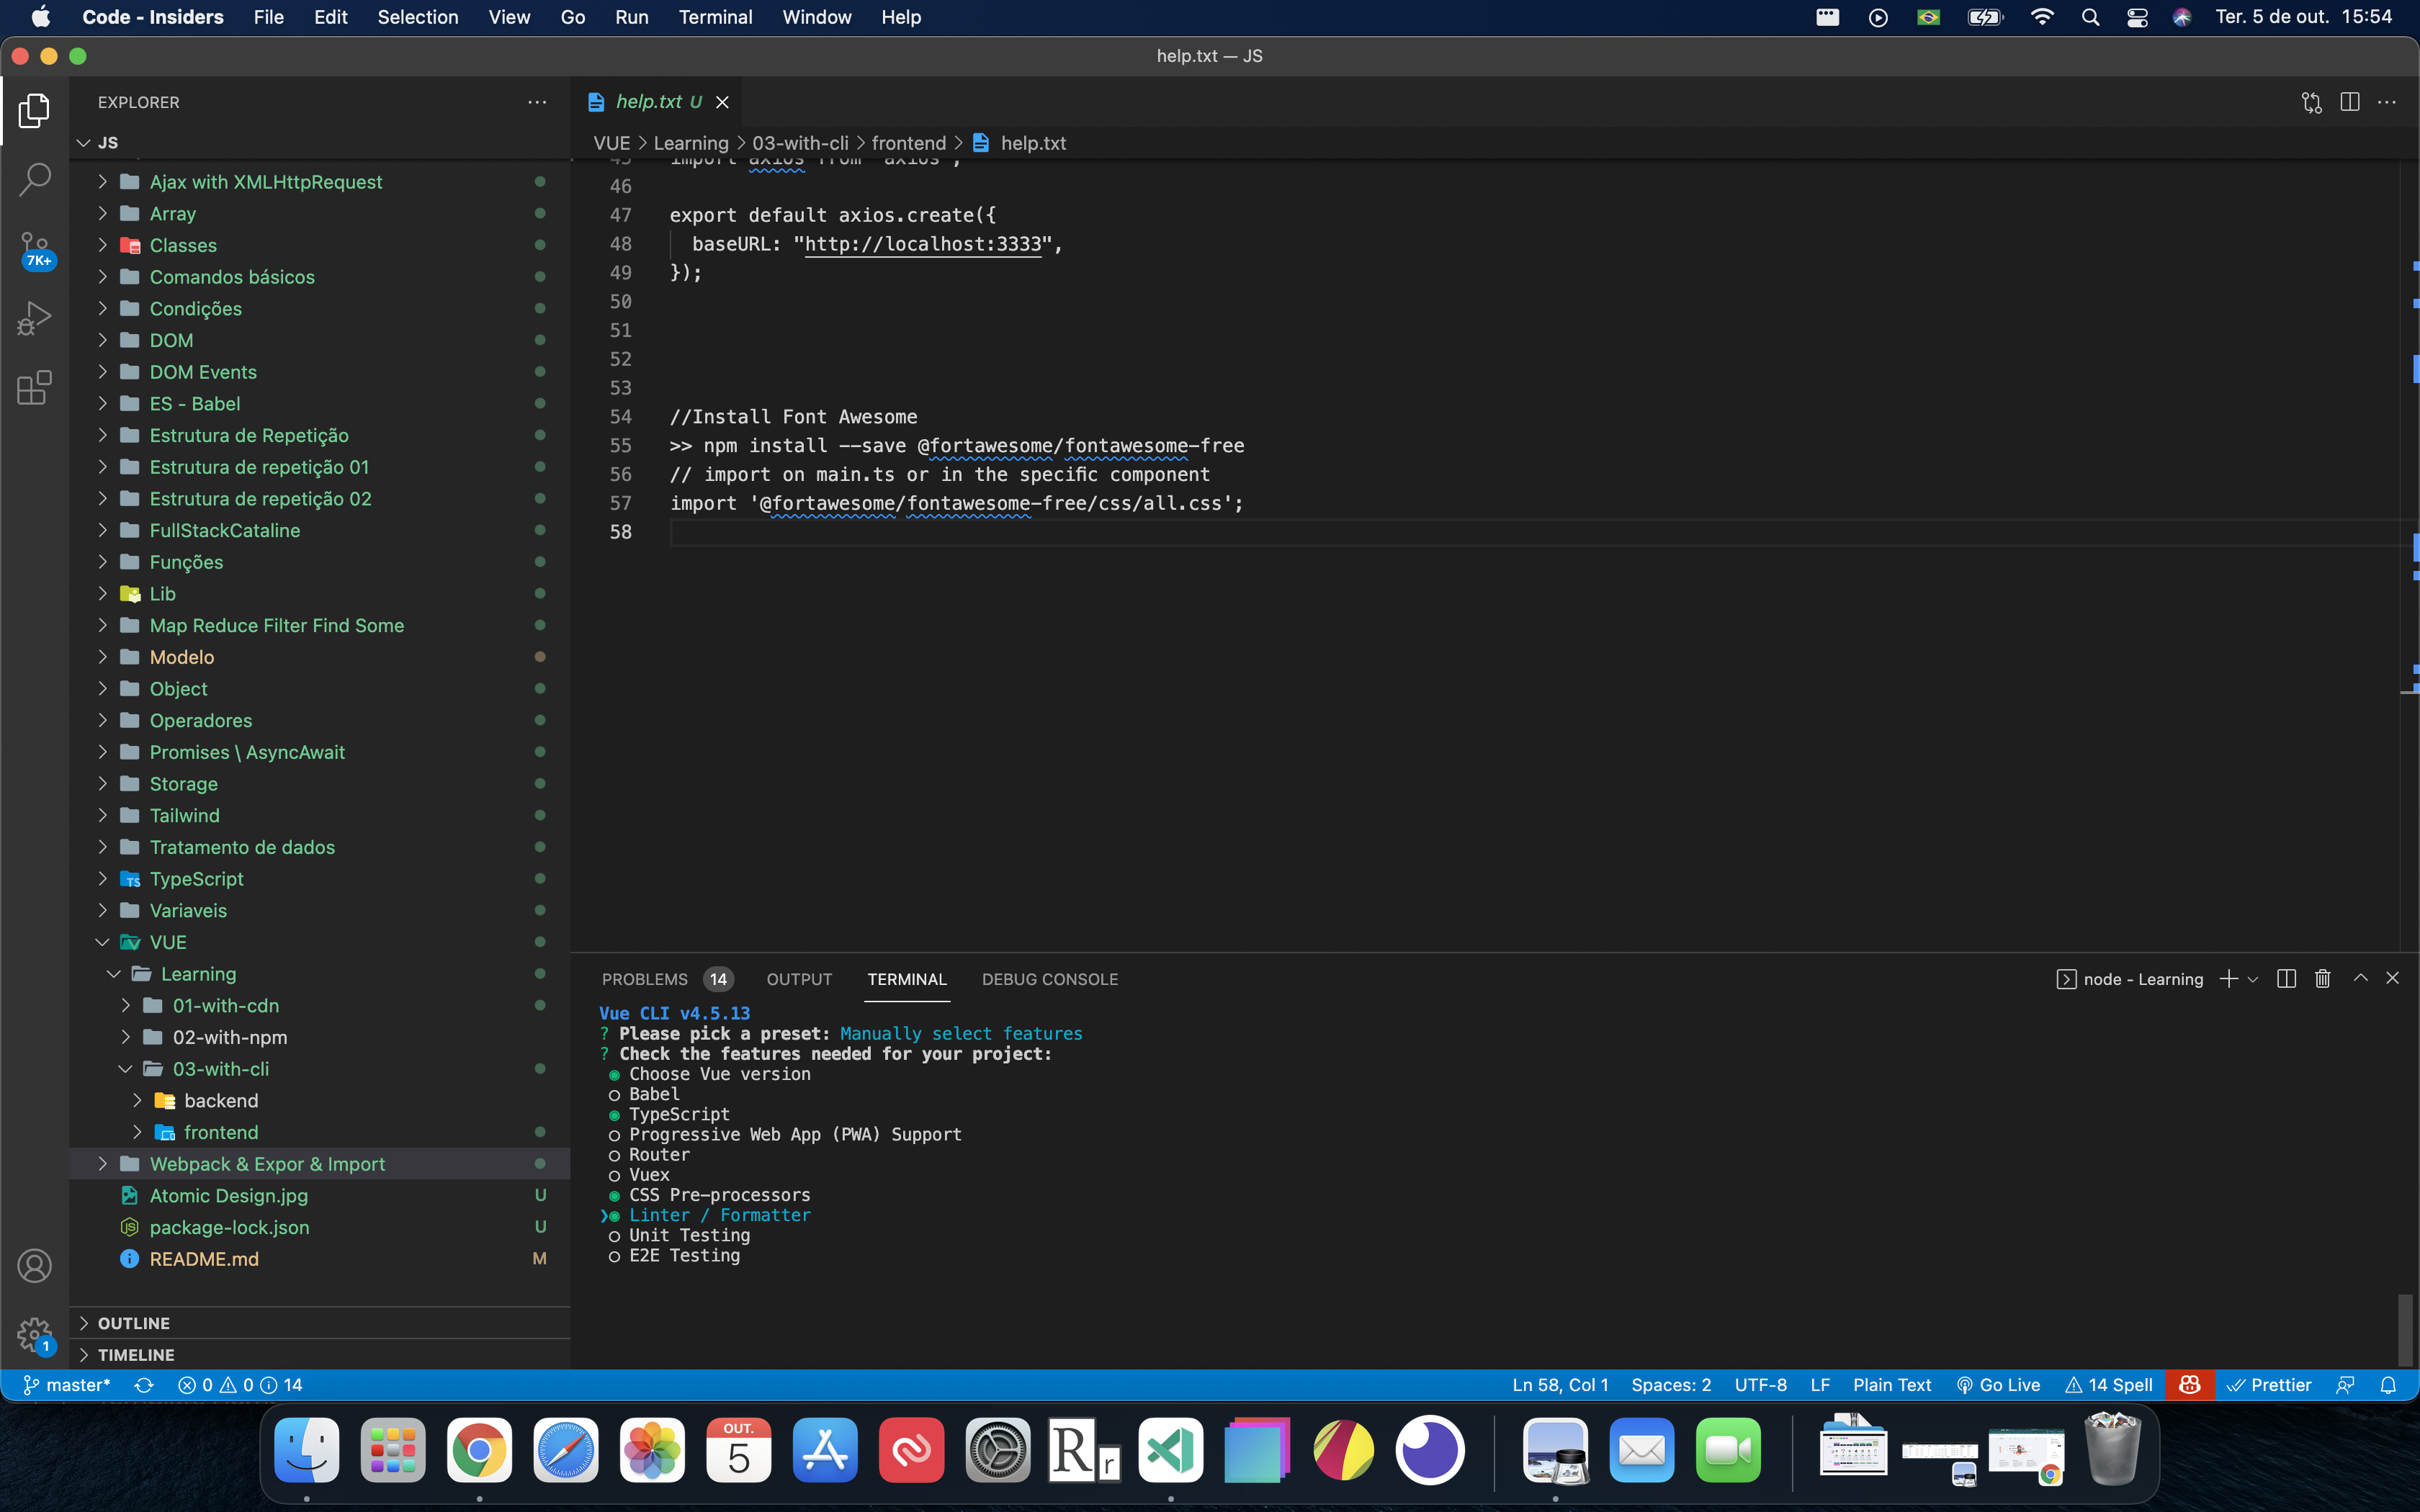 Code - Insiders File Edit Selection View Go Run Terminal Window Help Ter. 5 de out. 15:54
help.txt — JS
EXPLORER
JS
Ajax with XMLHttpRequest
Array
Classes
Comandos básicos
Condições
DOM
DOM Events
ES - Babel
Estrutura de Repetição
Estrutura de repetição 01
Estrutura de repetição 02
FullStackCataline
Funções
Lib
Map Reduce Filter Find Some
Modelo
Object
Operadores
Promises \ AsyncAwait
Storage
Tailwind
Tratamento de dados
TypeScript
Variaveis
VUE
Learning
01-with-cdn
02-with-npm
03-with-cli
backend
frontend
Webpack & Expor & Import
Atomic Design.jpg U
package-lock.json U
README.md M
OUTLINE
TIMELINE
7K+
1
help.txt U
VUE > Learning > 03-with-cli > frontend > help.txt
45 import axios from "axios";
46
47 export default axios.create({
48 baseURL: "http://localhost:3333",
49 });
50
51
52
53
54 //Install Font Awesome
55 >> npm install --save @fortawesome/fontawesome-free
56 // import on main.ts or in the specific component
57 import '@fortawesome/fontawesome-free/css/all.css';
58
PROBLEMS 14 OUTPUT TERMINAL DEBUG CONSOLE node - Learning
Vue CLI v4.5.13
? Please pick a preset: Manually select features
? Check the features needed for your project:
◉ Choose Vue version
◯ Babel
◉ TypeScript
◯ Progressive Web App (PWA) Support
◯ Router
◯ Vuex
◉ CSS Pre-processors
❯◉ Linter / Formatter
◯ Unit Testing
◯ E2E Testing
master* 0 0 14 Ln 58, Col 1 Spaces: 2 UTF-8 LF Plain Text Go Live 14 Spell Prettier
OUT.
5
R r